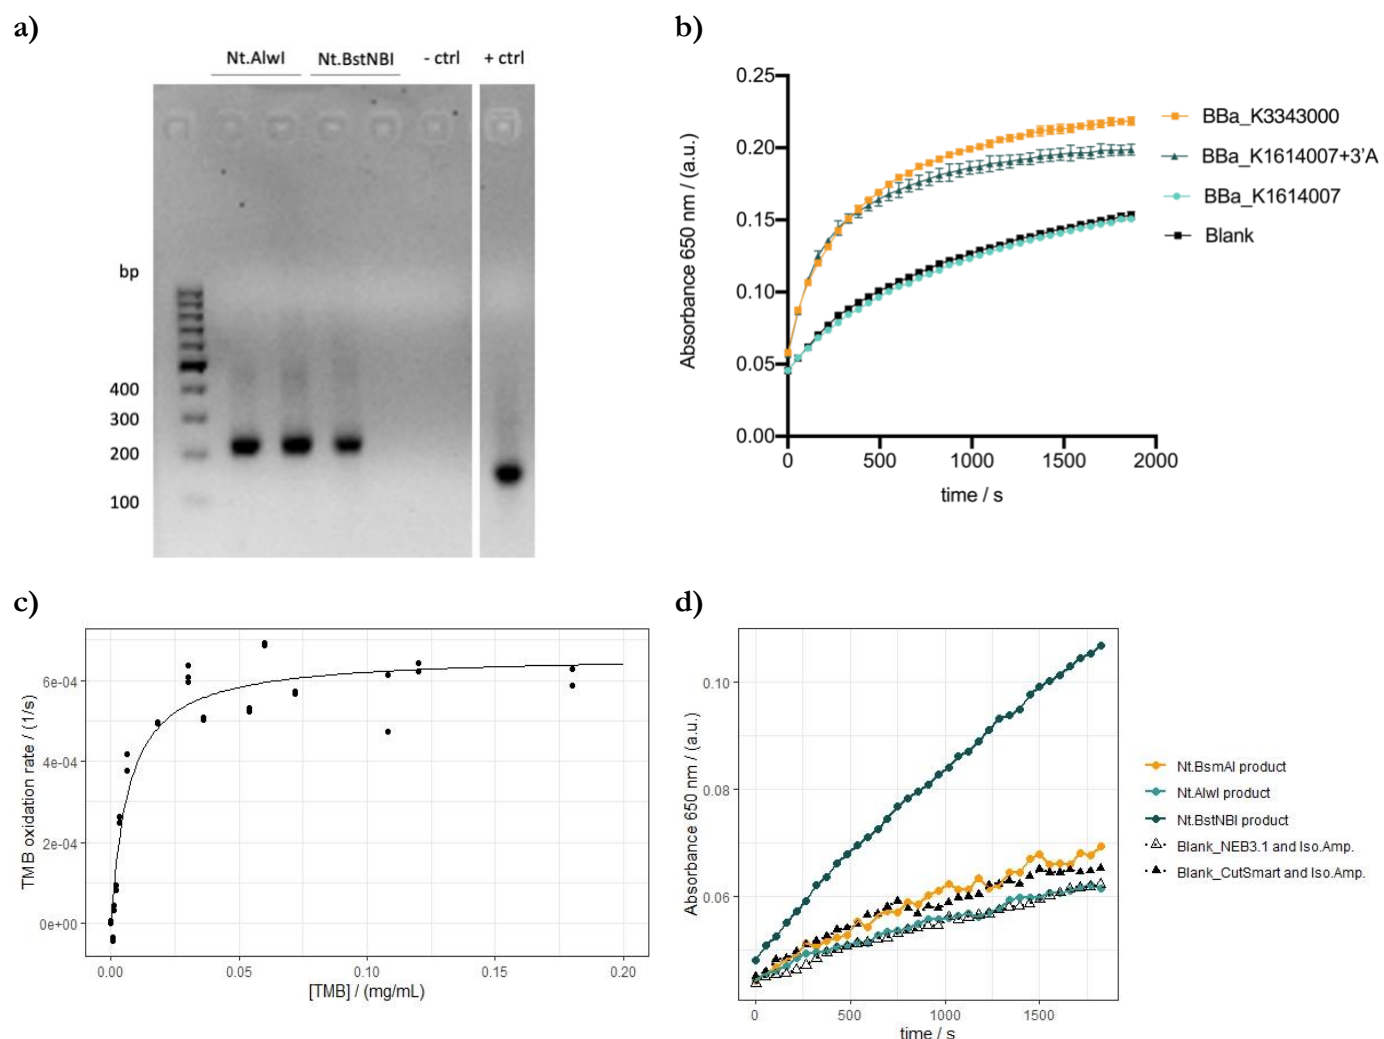 a)
Nt.AlwI Nt.BstNBI - ctrl + ctrl
bp
400
300
200
100
b)
0.25
0.20
0.15
0.10
0.05
0.00
Absorbance 650 nm / (a.u.)
0 500 1000 1500 2000
time / s
BBa_K3343000
BBa_K1614007+3'A
BBa_K1614007
Blank
c)
6e-04
4e-04
2e-04
0e+00
TMB oxidation rate / (1/s)
0.00 0.05 0.10 0.15 0.20
[TMB] / (mg/mL)
d)
0.10
0.08
0.06
Absorbance 650 nm / (a.u.)
0 500 1000 1500
time / s
Nt.BsmAI product
Nt.AlwI product
Nt.BstNBI product
Blank_NEB3.1 and Iso.Amp.
Blank_CutSmart and Iso.Amp.